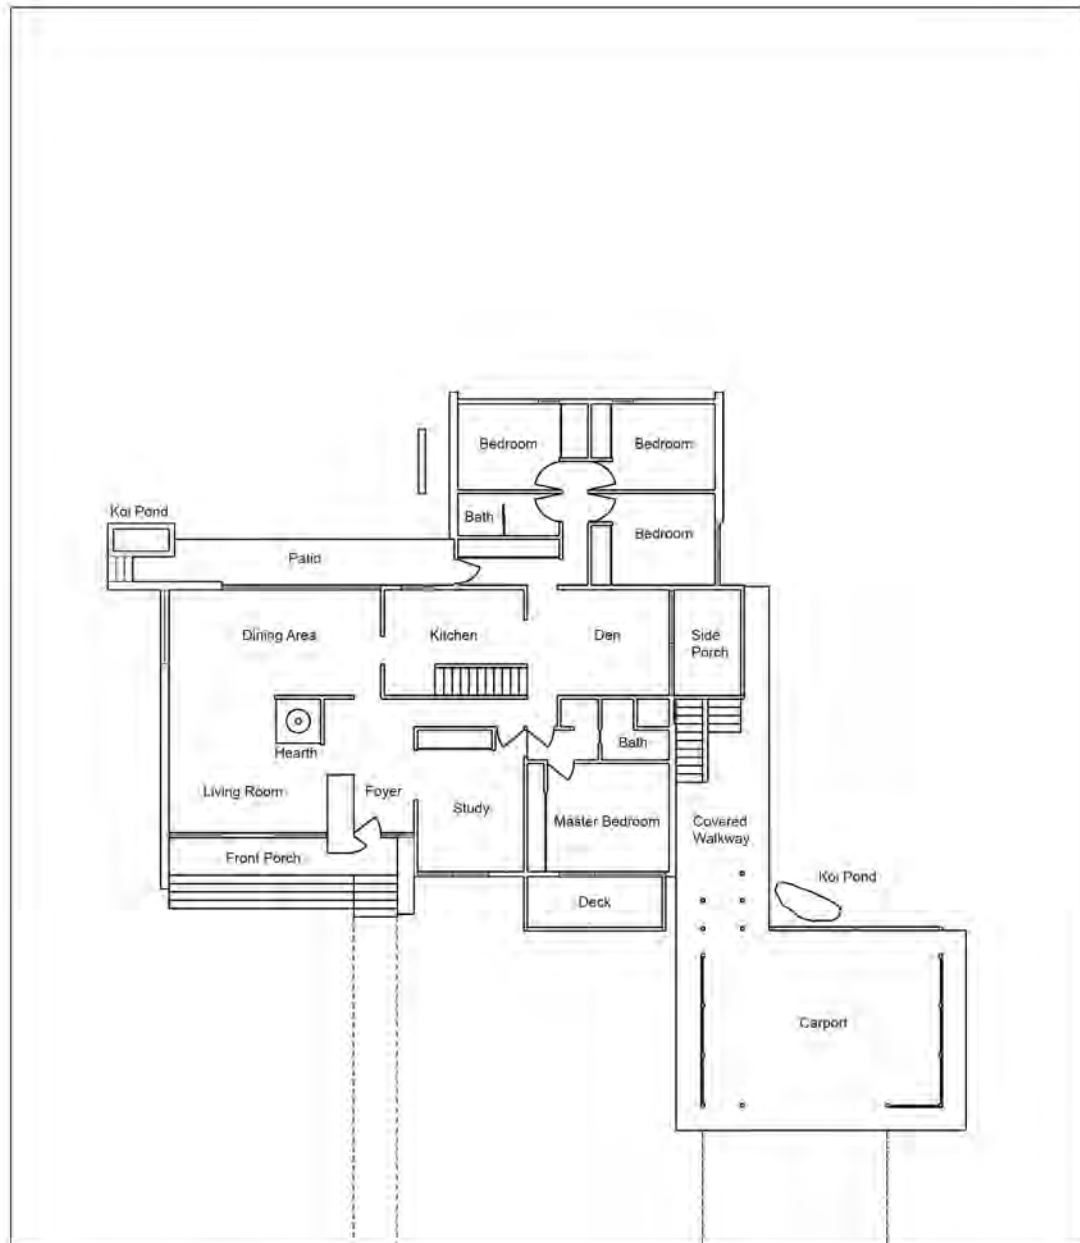 Bedroom
Bedroom
Koi Pond
Bath
Bedroom
Patio
Dining Area
Kitchen
Den
Side
Porch
Bath
Hearth
Living Room
Foyer
Study
Master Bedroom
Covered
Walkway
Front Porch
Koi Pond
Deck
Carport